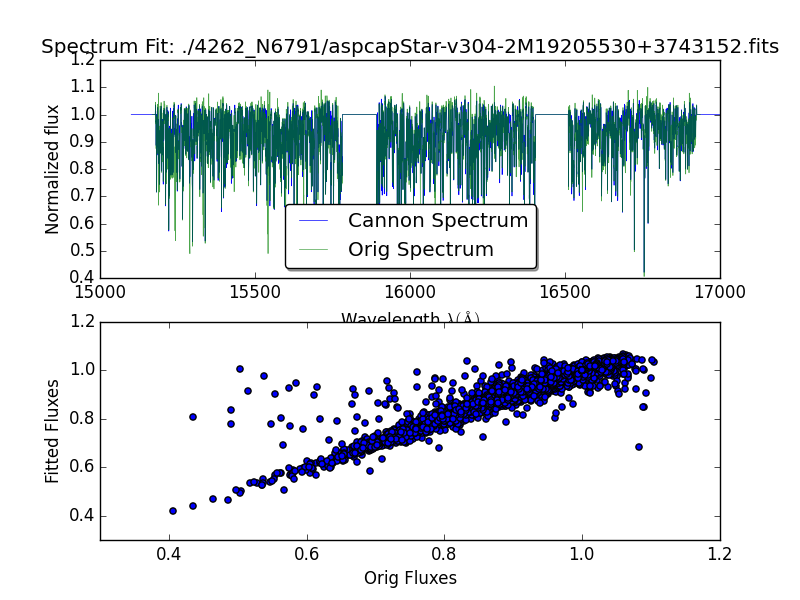 Spectrum Fit: ./4262_N6791/aspcapStar-v304-2M19205530+3743152.fits
1.2
1.1
1.0
0.9
0.8
0.7
0.6
0.5
0.4
Normalized flux
Cannon Spectrum
Orig Spectrum
15000 15500 16000 16500 17000
Wavelength λ(Å)
1.2
1.0
0.8
0.6
0.4
Fitted Fluxes
0.4 0.6 0.8 1.0 1.2
Orig Fluxes